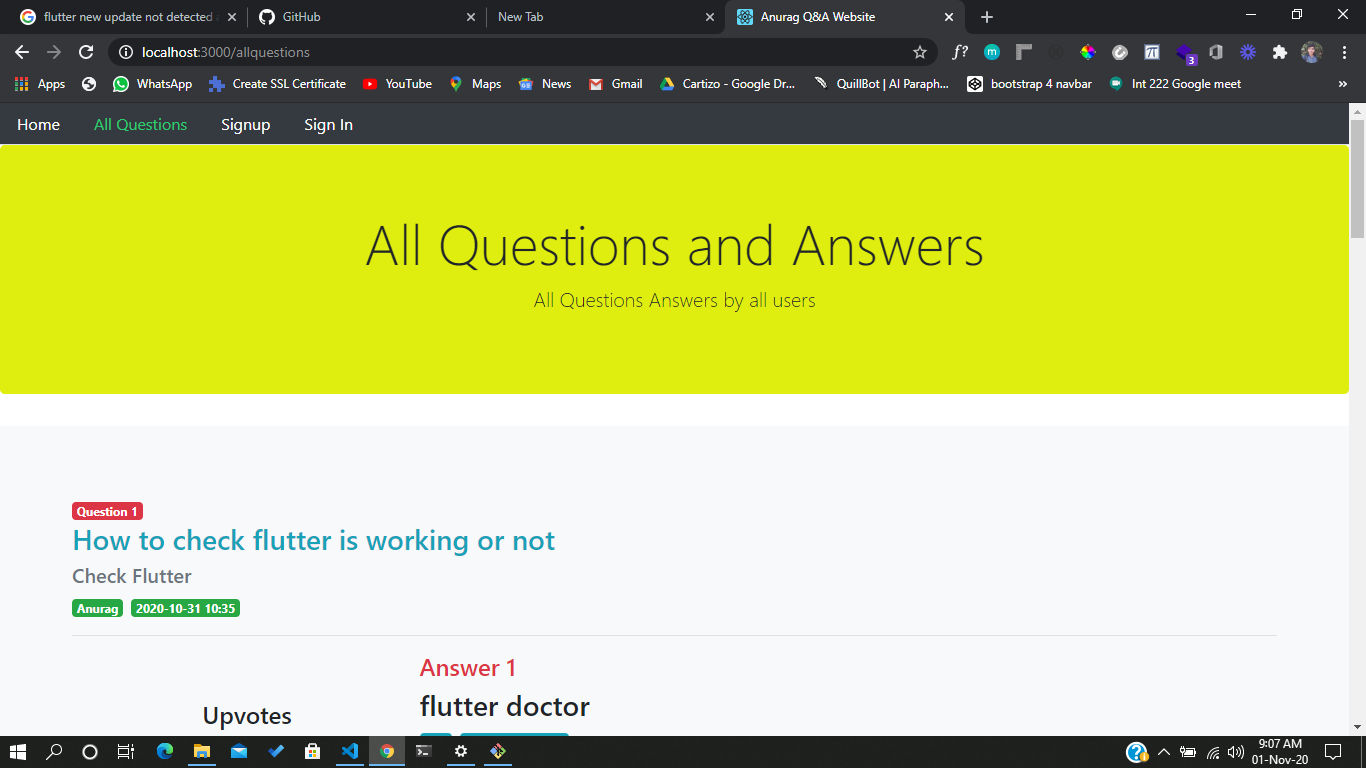 flutter new update not detected
GitHub
New Tab
Anurag Q&A Website
localhost:3000/allquestions
f?
m
3
Apps
WhatsApp
Create SSL Certificate
YouTube
Maps
News
Gmail
Cartizo - Google Dr...
QuillBot | AI Paraph...
bootstrap 4 navbar
Int 222 Google meet
»
Home
All Questions
Signup
Sign In
All Questions and Answers
All Questions Answers by all users
Question 1
How to check flutter is working or not
Check Flutter
Anurag
2020-10-31 10:35
Answer 1
flutter doctor
Upvotes
9:07 AM
01-Nov-20